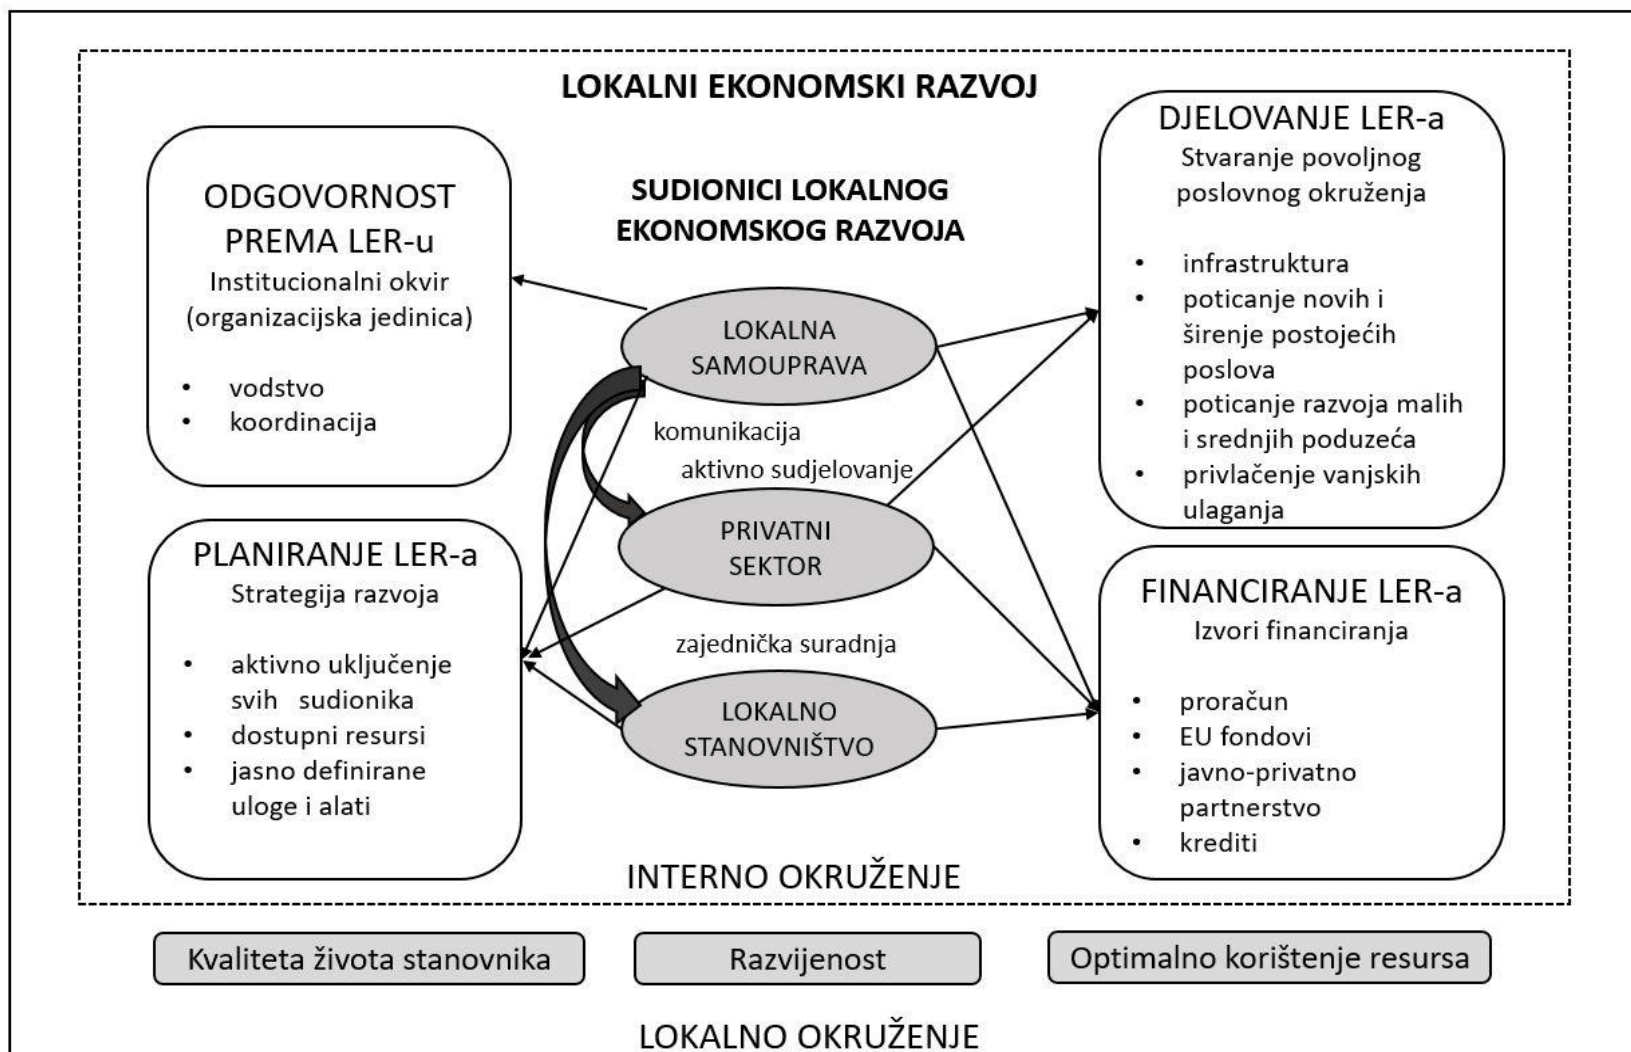 LOKALNI EKONOMSKI RAZVOJ
ODGOVORNOST
PREMA LER-u
Institucionalni okvir
(organizacijska jedinica)
• vodstvo
• koordinacija
PLANIRANJE LER-a
Strategija razvoja
• aktivno uključenje
svih sudionika
• dostupni resursi
• jasno definirane
uloge i alati
SUDIONICI LOKALNOG
EKONOMSKOG RAZVOJA
LOKALNA
SAMOUPRAVA
komunikacija
aktivno sudjelovanje
PRIVATNI
SEKTOR
zajednička suradnja
LOKALNO
STANOVNIŠTVO
DJELOVANJE LER-a
Stvaranje povoljnog
poslovnog okruženja
• infrastruktura
• poticanje novih i
širenje postojećih
poslova
• poticanje razvoja malih
i srednjih poduzeća
• privlačenje vanjskih
ulaganja
FINANCIRANJE LER-a
Izvori financiranja
• proračun
• EU fondovi
• javno-privatno
partnerstvo
• krediti
INTERNO OKRUŽENJE
Kvaliteta života stanovnika
Razvijenost
Optimalno korištenje resursa
LOKALNO OKRUŽENJE